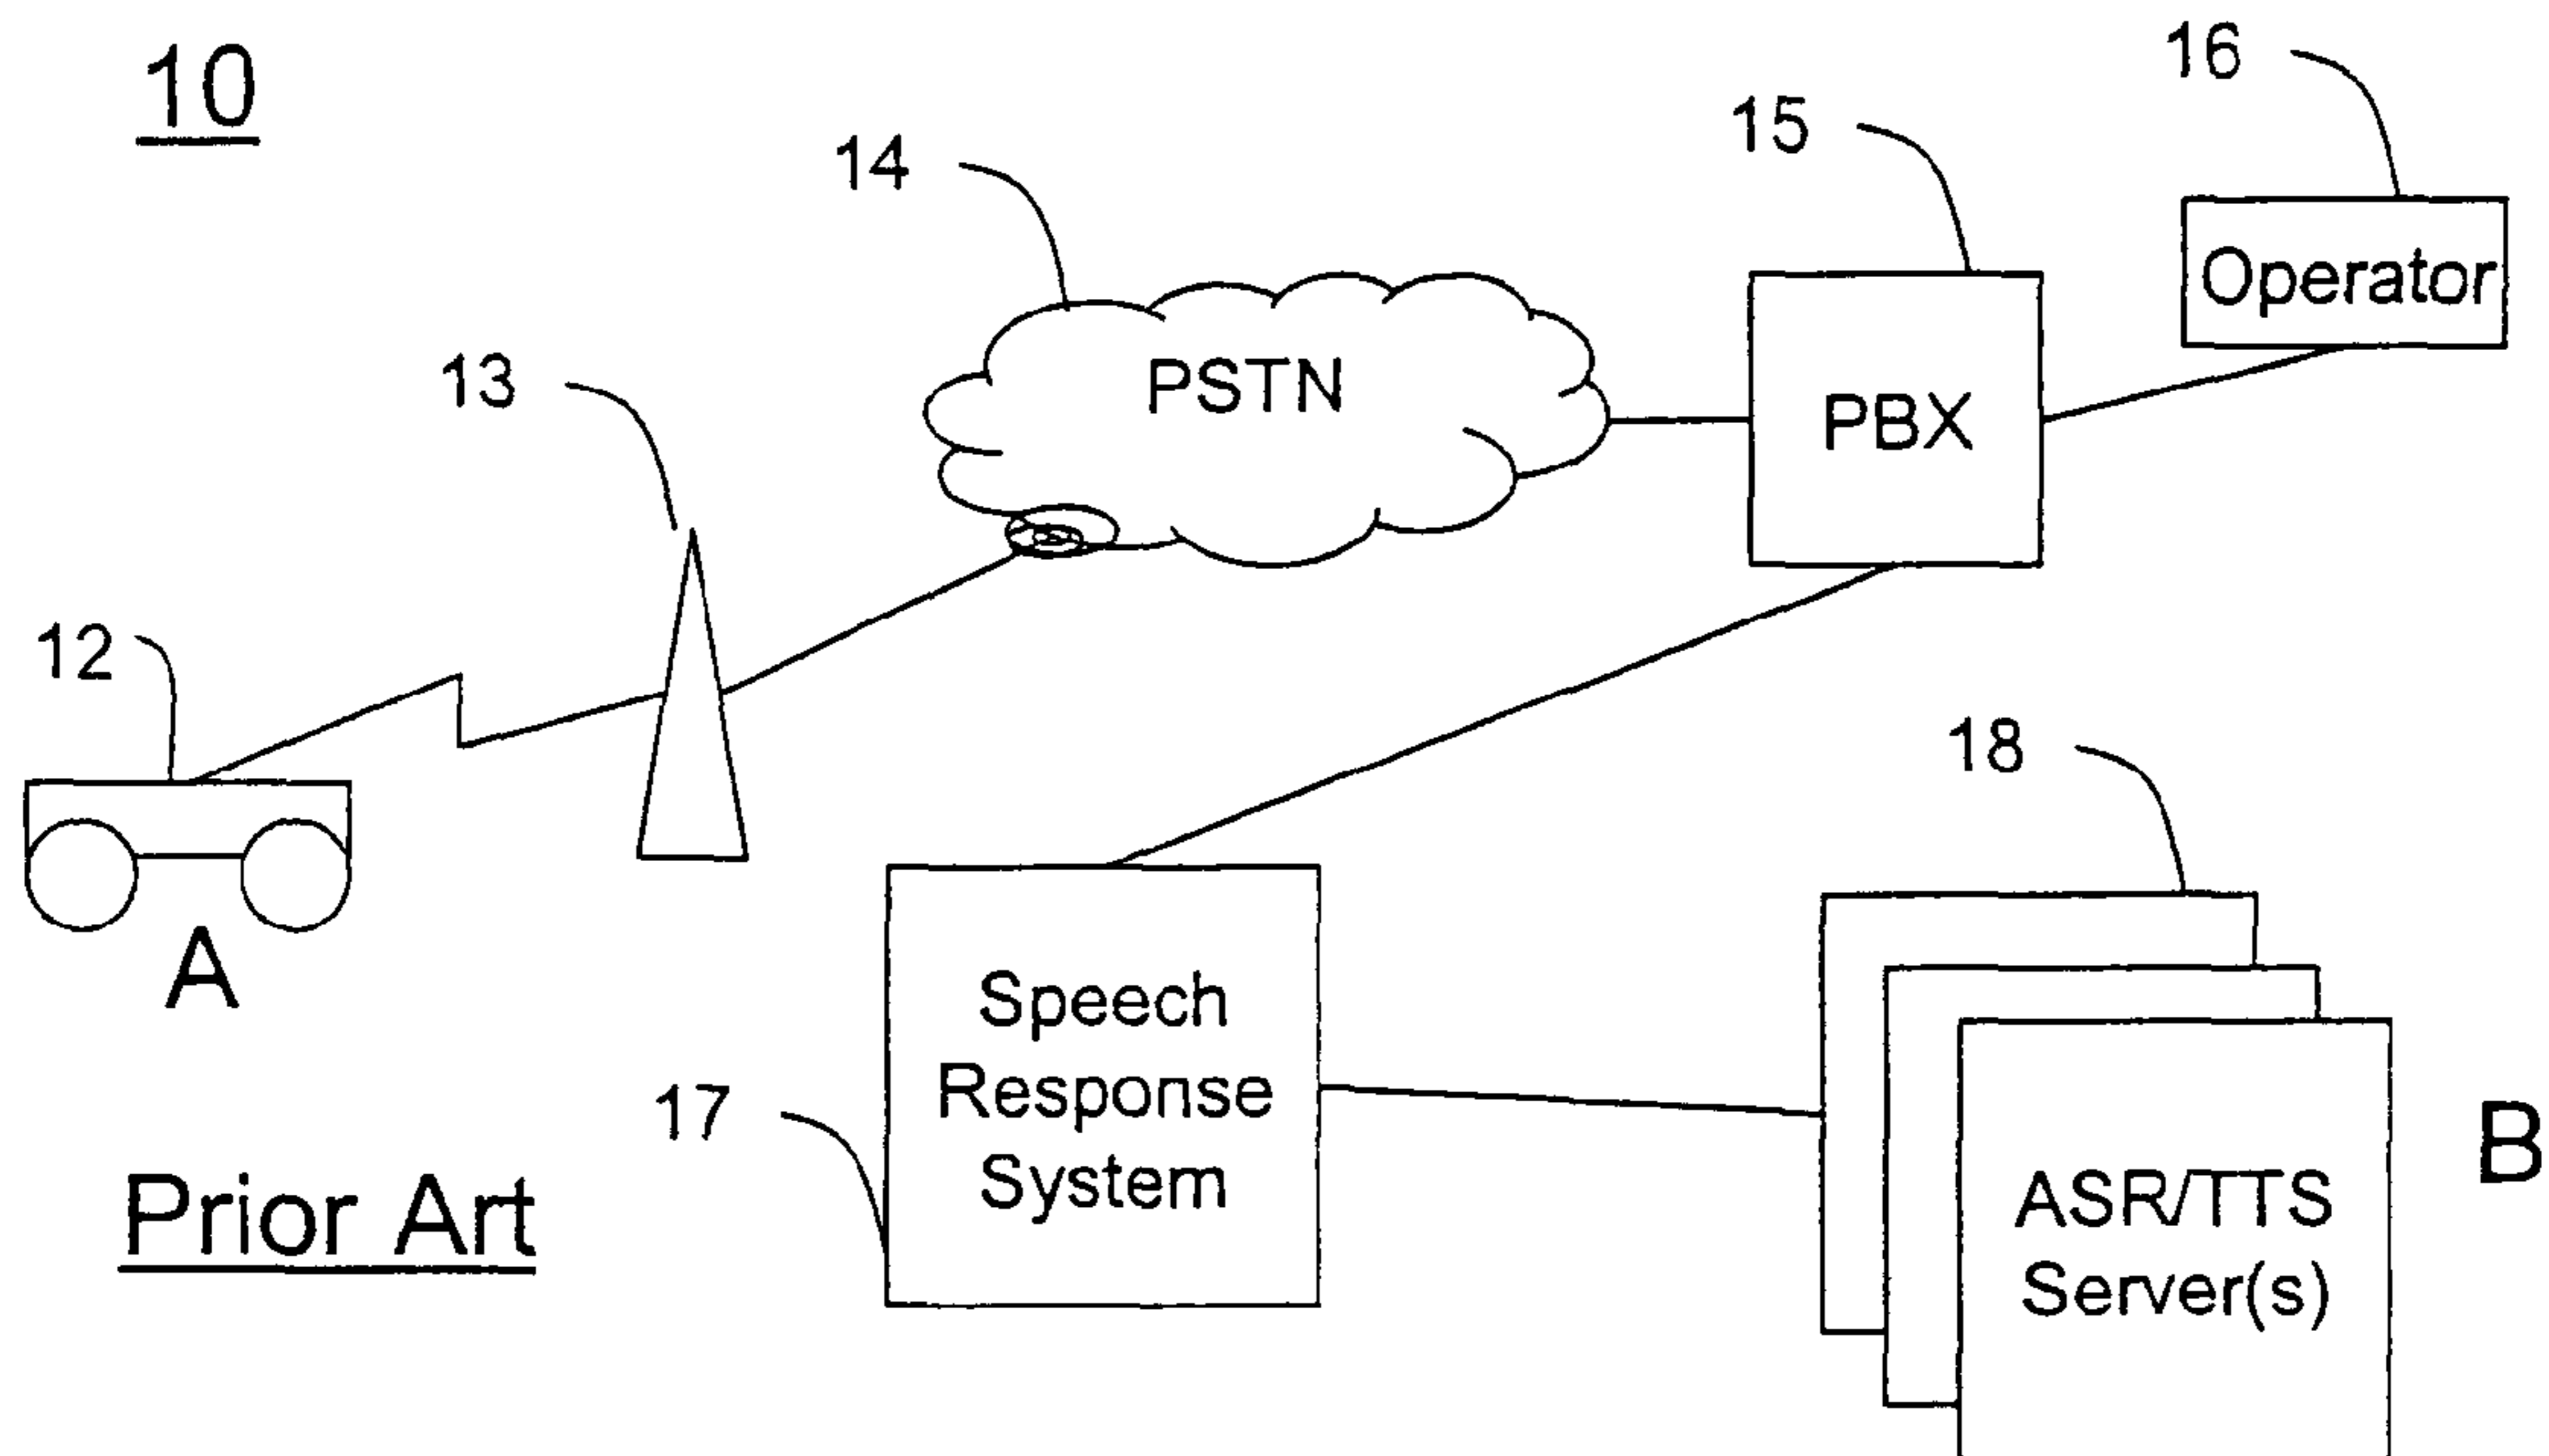 10
16
15
14
Operator
PSTN
PBX
13
12
18
A
Speech
Response
System
17
B
ASR/TTS
Server(s)
Prior Art